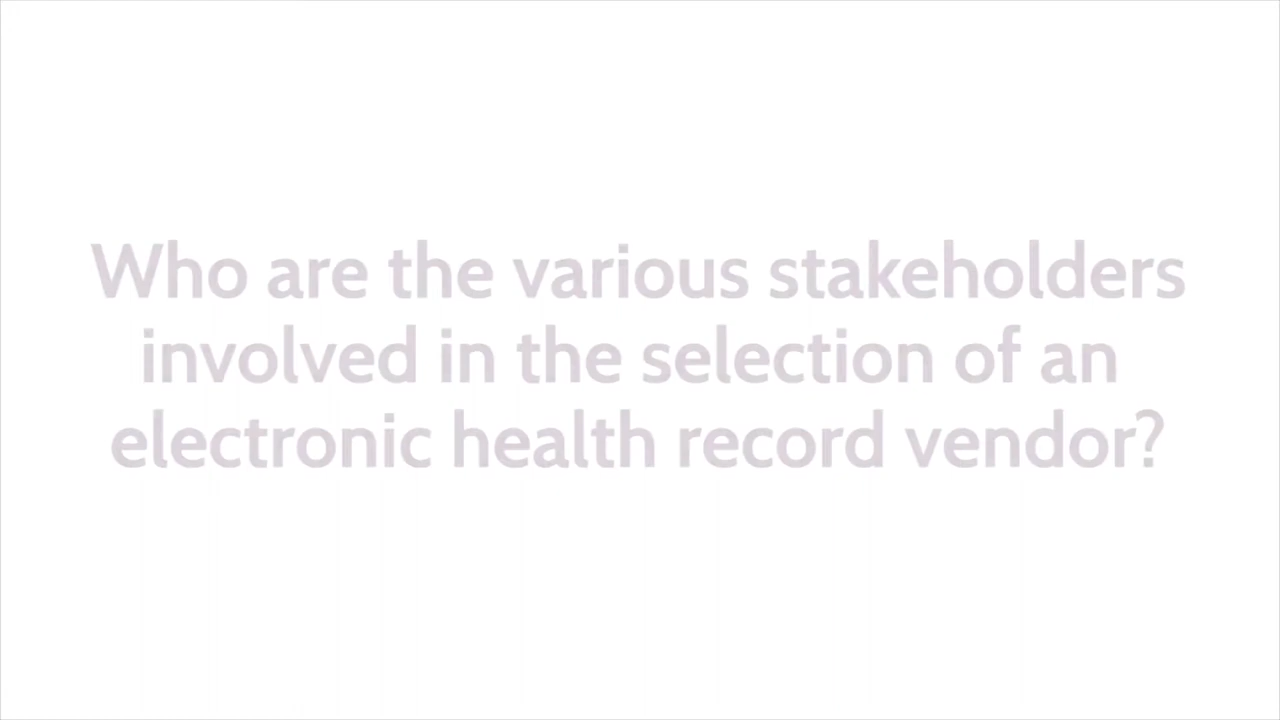 Who are the various stakeholders
involved in the selection of an
electronic health record vendor?